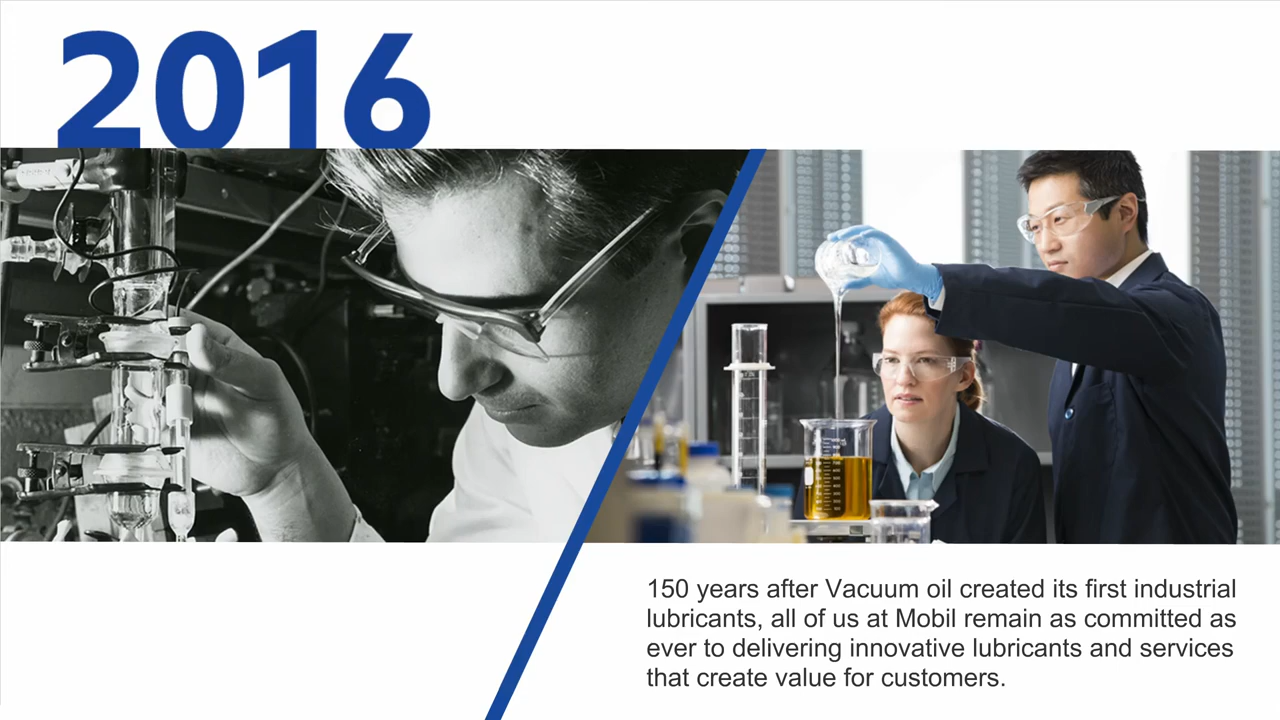 2016
150 years after Vacuum oil created its first industrial
lubricants, all of us at Mobil remain as committed as
ever to delivering innovative lubricants and services
that create value for customers.